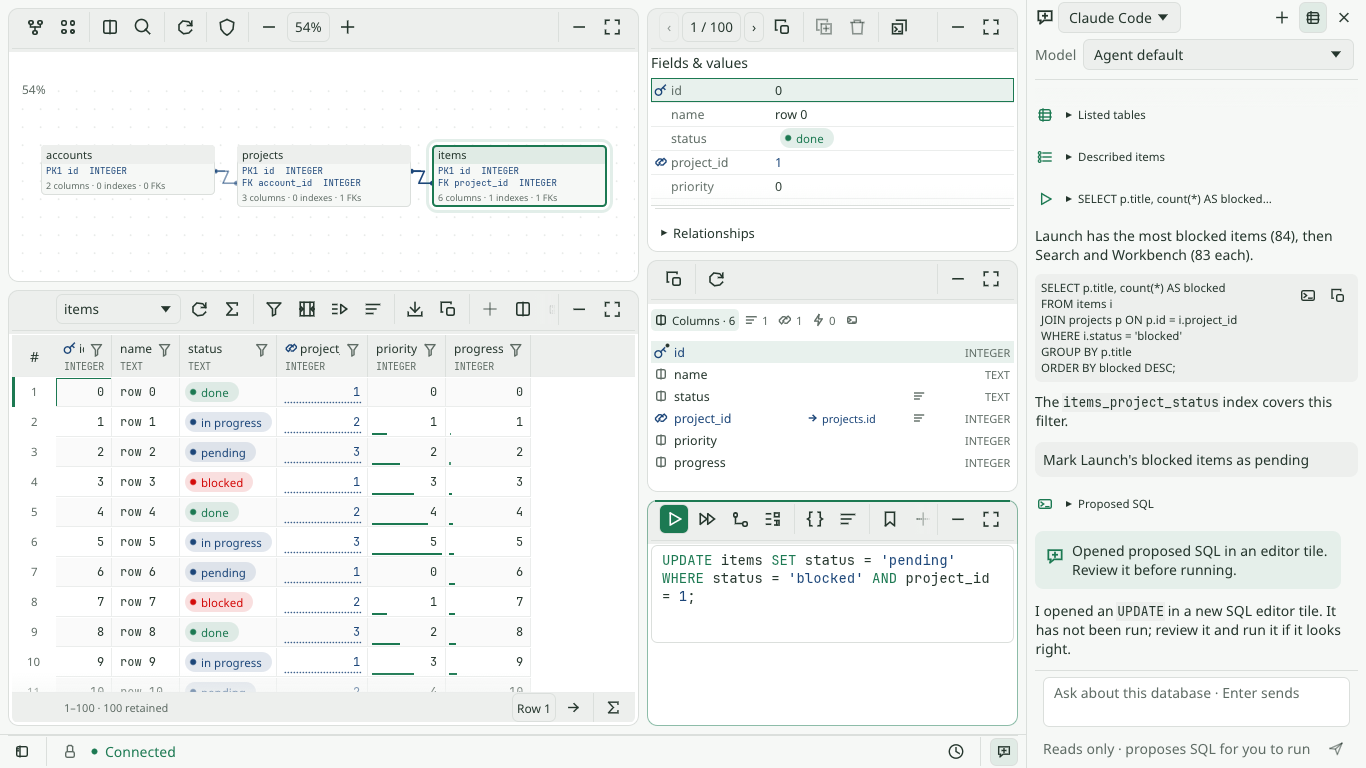 54%
54%
accounts
PK1 id INTEGER
2 columns · 0 indexes · 0 FKs
projects
PK1 id INTEGER
FK account_id INTEGER
3 columns · 0 indexes · 1 FKs
items
PK1 id INTEGER
FK project_id INTEGER
6 columns · 1 indexes · 1 FKs
items
# name status project priority progress
INTEGER TEXT TEXT INTEGER INTEGER INTEGER
1 0 row 0 done 1 0 0
2 1 row 1 in progress 2 1 1
3 2 row 2 pending 3 2 2
4 3 row 3 blocked 1 3 3
5 4 row 4 done 2 4 4
6 5 row 5 in progress 3 5 5
7 6 row 6 pending 1 0 6
8 7 row 7 blocked 2 1 7
9 8 row 8 done 3 2 8
10 9 row 9 in progress 1 3 9
11 10 row 10 pending 2 4 10
1–100 · 100 retained
Row 1
Connected
‹ 1 / 100 ›
Fields & values
id 0
name row 0
status done
project_id 1
priority 0
Relationships
Columns · 6 1 1 0
id INTEGER
name TEXT
status TEXT
project_id projects.id INTEGER
priority INTEGER
progress INTEGER
UPDATE items SET status = 'pending'
WHERE status = 'blocked' AND project_id
= 1;
Claude Code
Model Agent default
Listed tables
Described items
SELECT p.title, count(*) AS blocked...
Launch has the most blocked items (84), then
Search and Workbench (83 each).
SELECT p.title, count(*) AS blocked
FROM items i
JOIN projects p ON p.id = i.project_id
WHERE i.status = 'blocked'
GROUP BY p.title
ORDER BY blocked DESC;
The items_project_status index covers this
filter.
Mark Launch's blocked items as pending
Proposed SQL
Opened proposed SQL in an editor tile.
Review it before running.
I opened an UPDATE in a new SQL editor tile. It
has not been run; review it and run it if it looks
right.
Ask about this database · Enter sends
Reads only · proposes SQL for you to run